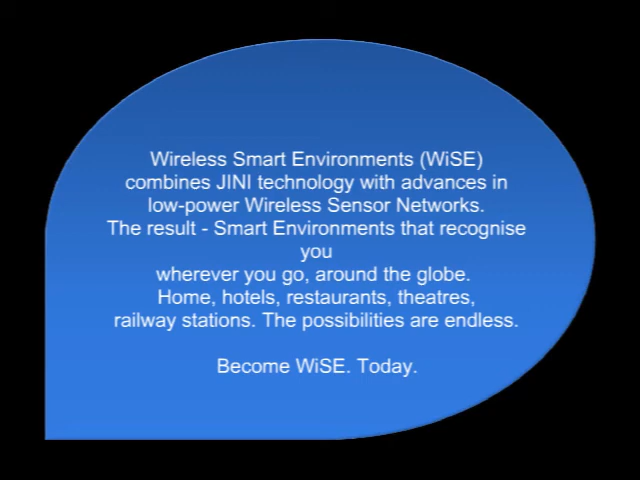 Wireless Smart Environments (WiSE)
combines JINI technology with advances in
low-power Wireless Sensor Networks.
The result - Smart Environments that recognise
you
wherever you go, around the globe.
Home, hotels, restaurants, theatres,
railway stations. The possibilities are endless.
Become WiSE. Today.